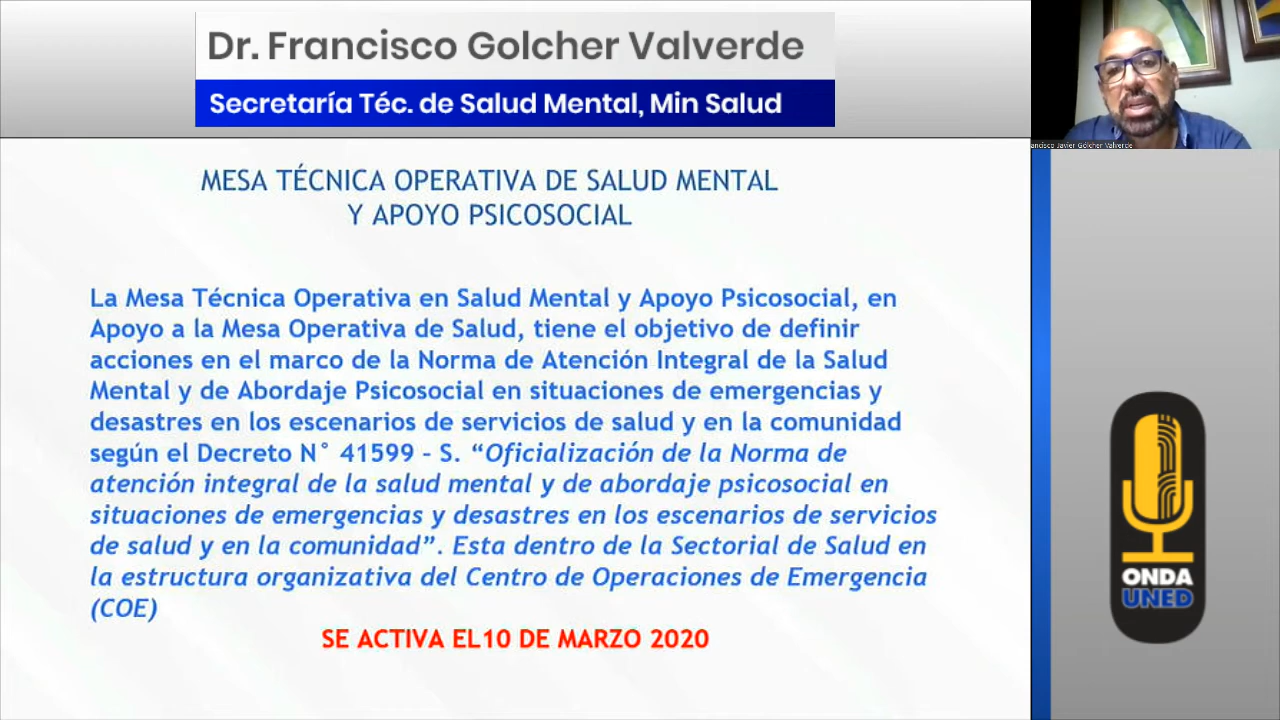 Dr. Francisco Golcher Valverde
Secretaría Téc. de Salud Mental, Min Salud
ancisco Javier Gólcher Valverde
MESA TÉCNICA OPERATIVA DE SALUD MENTAL
Y APOYO PSICOSOCIAL
La Mesa Técnica Operativa en Salud Mental y Apoyo Psicosocial, en
Apoyo a la Mesa Operativa de Salud, tiene el objetivo de definir
acciones en el marco de la Norma de Atención Integral de la Salud
Mental y de Abordaje Psicosocial en situaciones de emergencias y
desastres en los escenarios de servicios de salud y en la comunidad
según el Decreto N° 41599 – S. “Oficialización de la Norma de
atención integral de la salud mental y de abordaje psicosocial en
situaciones de emergencias y desastres en los escenarios de servicios
de salud y en la comunidad”. Esta dentro de la Sectorial de Salud en
la estructura organizativa del Centro de Operaciones de Emergencia
(COE)
SE ACTIVA EL10 DE MARZO 2020
ONDA
UNED